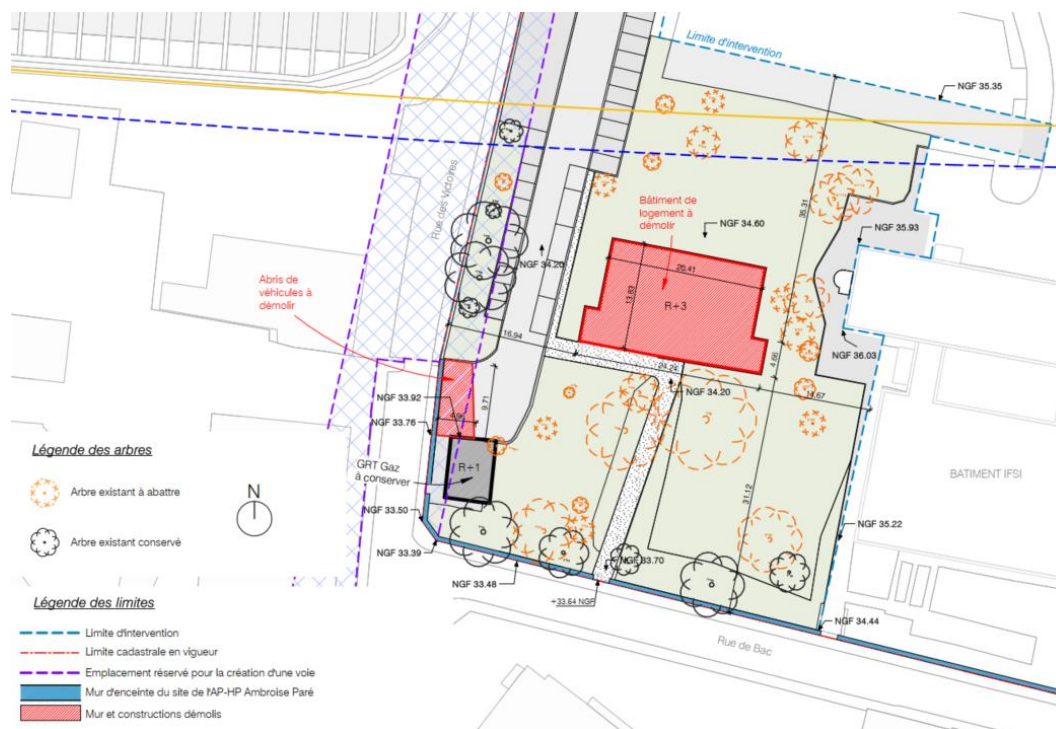 Limite d'intervention
NGF 35.35
Rue des Victoires
35.31
Bâtiment de
logement à
démolir
NGF 34.60
NGF 35.93
NGF 34.20
20.41
13.83
R+3
Abris de
véhicules à
démolir
16.94
NGF 36.03
24.24
4.66
NGF 34.20
14.67
NGF 33.92
9.71
NGF 33.76
R+1
GRT Gaz
à conserver
BATIMENT IFSI
31.12
NGF 33.50
NGF 35.22
NGF 33.39
NGF 33.70
NGF 33.48
+33.64 NGF
NGF 34.44
Rue de Bac
Légende des arbres
Arbre existant à abattre
N
Arbre existant conservé
Légende des limites
Limite d'intervention
Limite cadastrale en vigueur
Emplacement réservé pour la création d'une voie
Mur d'enceinte du site de l'AP-HP Ambroise Paré
Mur et constructions démolis